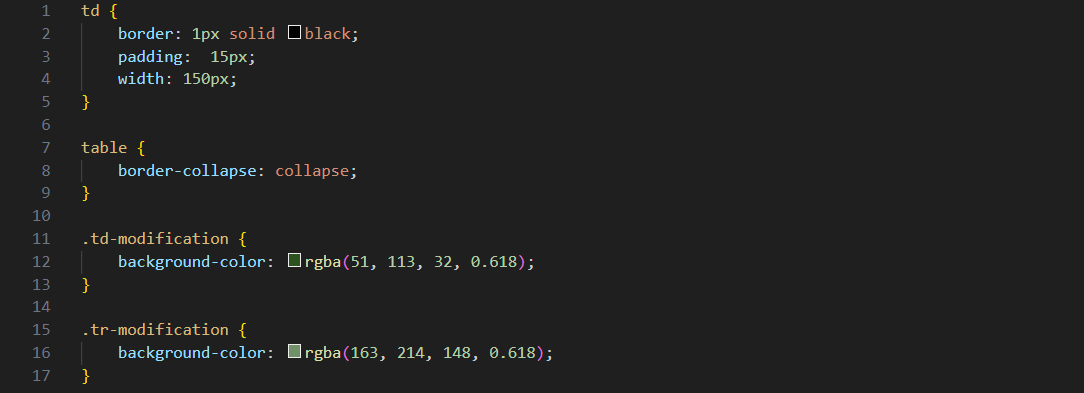 1 td {
2     border: 1px solid black;
3     padding:  15px;
4     width: 150px;
5 }
6
7 table {
8     border-collapse: collapse;
9 }
10
11 .td-modification {
12     background-color: rgba(51, 113, 32, 0.618);
13 }
14
15 .tr-modification {
16     background-color: rgba(163, 214, 148, 0.618);
17 }